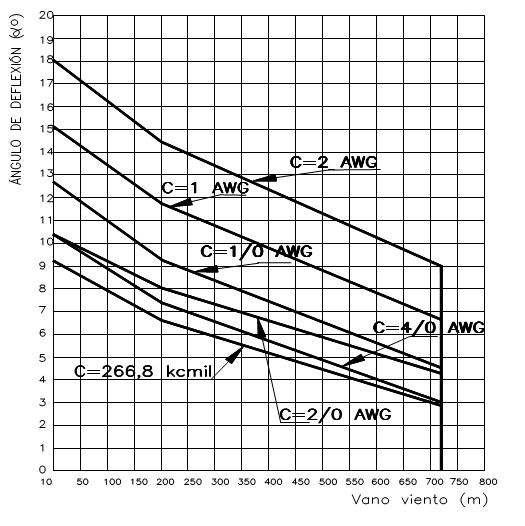 ÁNGULO DE DEFLEXIÓN (α/°)
20
19
18
17
16
15
14
13
12
11
10
9
8
7
6
5
4
3
2
1
0
C=2 AWG
C=1 AWG
C=1/0 AWG
C=4/0 AWG
C=266,8 kcmil
C=2/0 AWG
10 50 100 150 200 250 300 350 400 450 500 550 600 650 700 750 800
Vano viento (m)